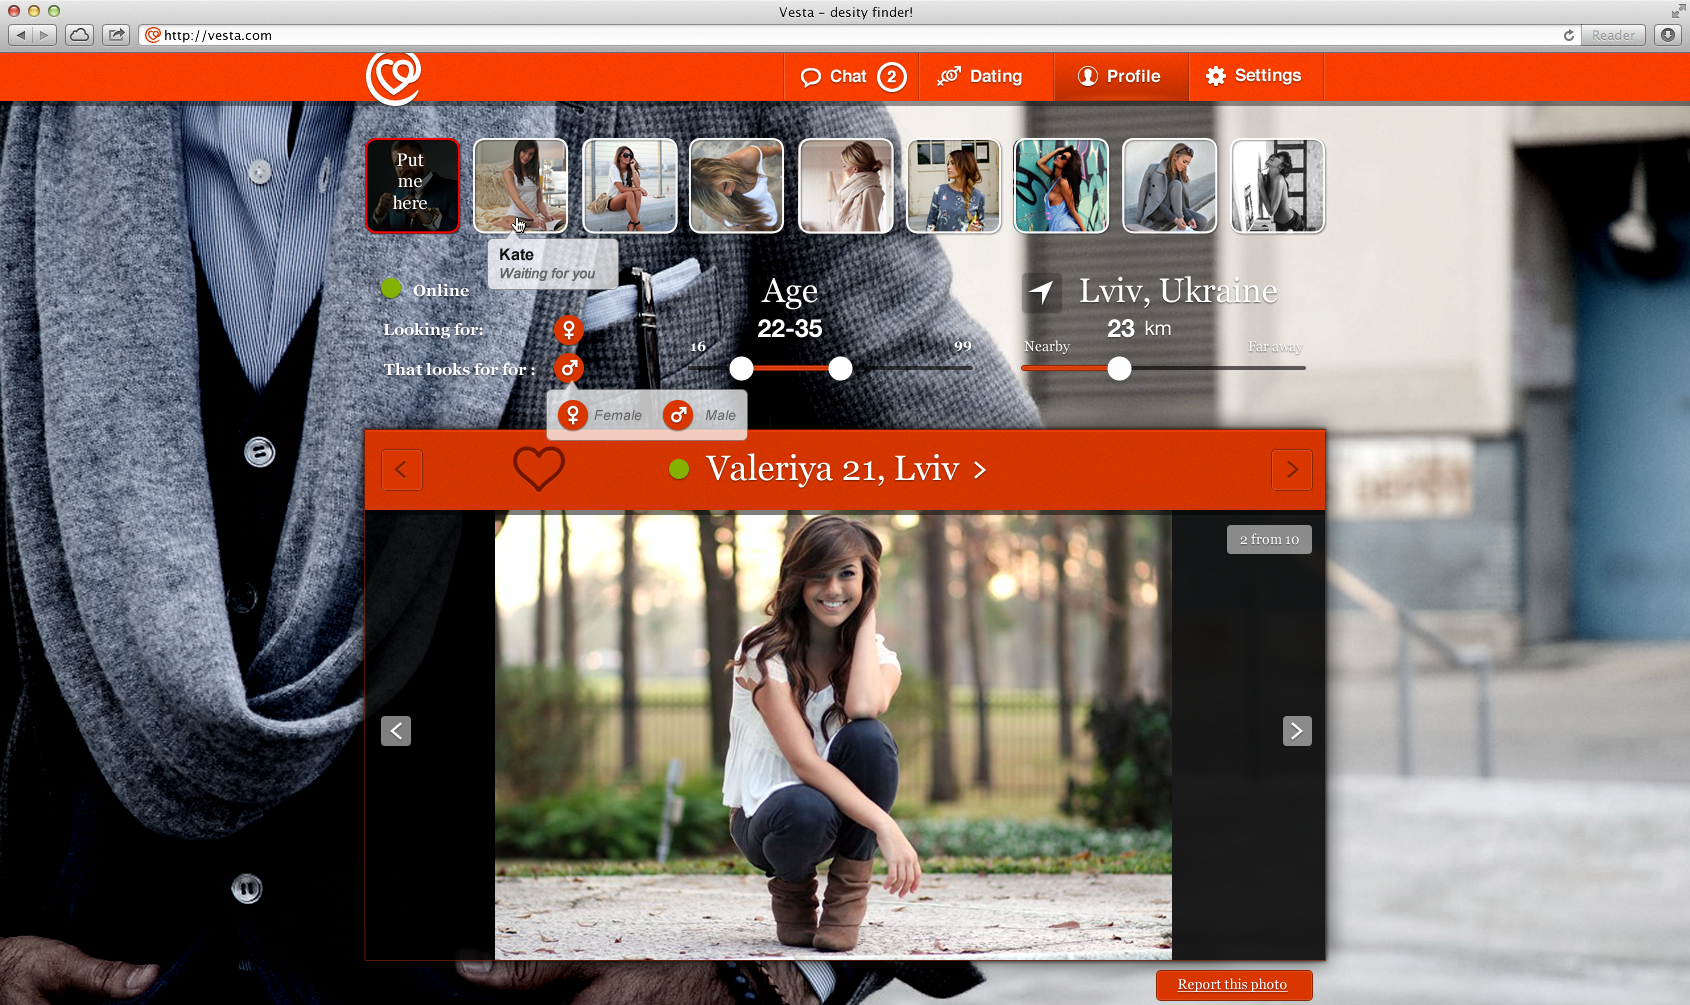 Vesta – desity finder!
http://vesta.com
Reader
Chat
2
Dating
Profile
Settings
Put
me
here
Kate
Waiting for you
Online
Looking for:
That looks for for :
Female
Male
Age
22-35
16
99
Lviv, Ukraine
23 km
Nearby
Far away
Valeriya 21, Lviv >
2 from 10
Report this photo